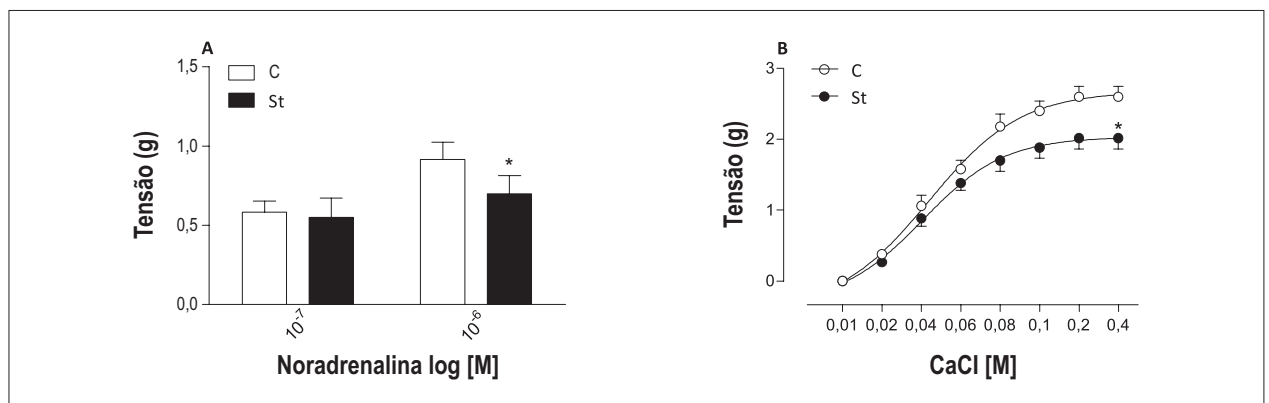 A
1,5
1,0
0,5
0,0
C
St
*
Tensão (g)
10⁻⁷
10⁻⁶
Noradrenalina log [M]
B
3
2
1
0
C
St
*
Tensão (g)
0,01 0,02 0,04 0,06 0,08 0,1 0,2 0,4
CaCl [M]